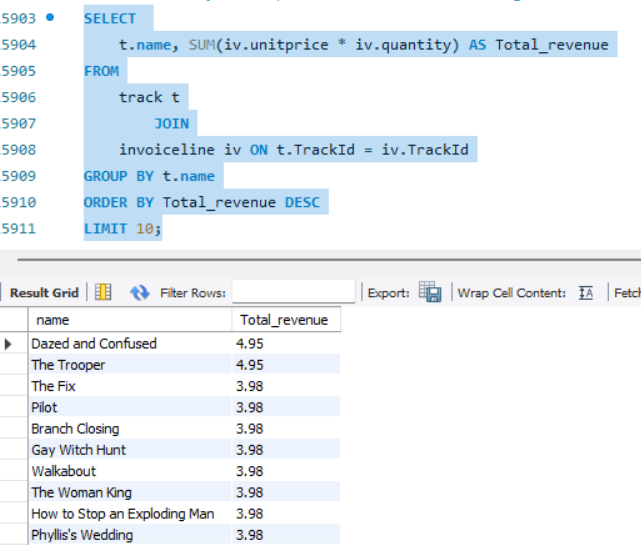 5903 SELECT
5904 t.name, SUM(iv.unitprice * iv.quantity) AS Total_revenue
5905 FROM
5906 track t
5907 JOIN
5908 invoiceline iv ON t.TrackId = iv.TrackId
5909 GROUP BY t.name
5910 ORDER BY Total_revenue DESC
5911 LIMIT 10;
Result Grid Filter Rows: Export: Wrap Cell Content: IA Fetch
name Total_revenue
Dazed and Confused 4.95
The Trooper 4.95
The Fix 3.98
Pilot 3.98
Branch Closing 3.98
Gay Witch Hunt 3.98
Walkabout 3.98
The Woman King 3.98
How to Stop an Exploding Man 3.98
Phyllis's Wedding 3.98